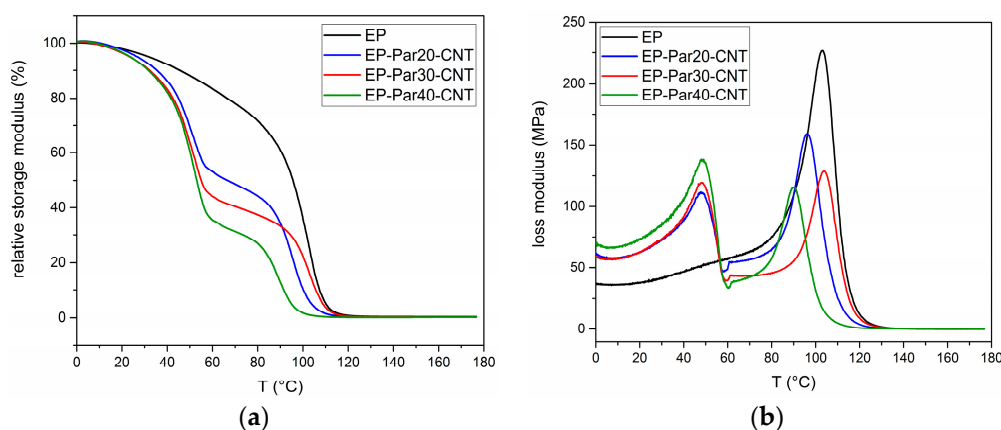 relative storage modulus (%)
100
80
60
40
20
0
0 20 40 60 80 100 120 140 160 180
T (°C)
EP
EP-Par20-CNT
EP-Par30-CNT
EP-Par40-CNT
(a)
loss modulus (MPa)
250
200
150
100
50
0
0 20 40 60 80 100 120 140 160 180
T (°C)
EP
EP-Par20-CNT
EP-Par30-CNT
EP-Par40-CNT
(b)